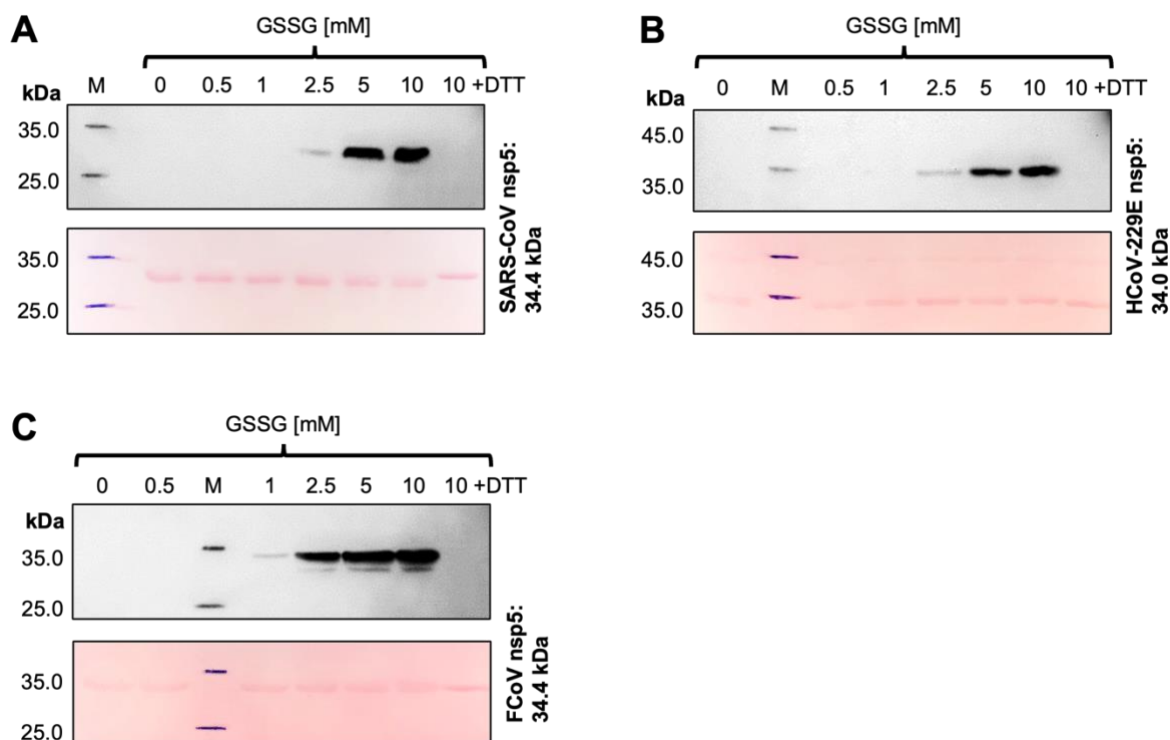 A
GSSG [mM]
kDa M 0 0.5 1 2.5 5 10 10 +DTT
35.0
25.0
35.0
25.0
SARS-CoV nsp5:
34.4 kDa
B
GSSG [mM]
kDa 0 M 0.5 1 2.5 5 10 10 +DTT
45.0
35.0
45.0
35.0
HCoV-229E nsp5:
34.0 kDa
C
GSSG [mM]
0 0.5 M 1 2.5 5 10 10 +DTT
kDa
35.0
25.0
35.0
25.0
FCoV nsp5:
34.4 kDa